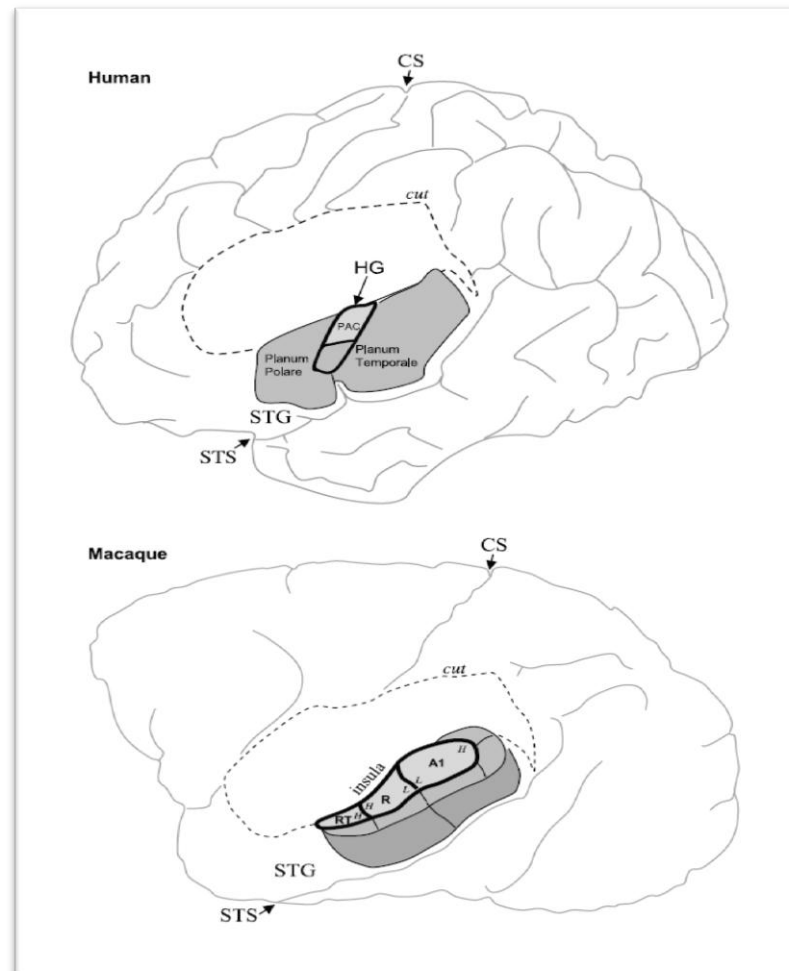 CS
Human
cut
HG
PAC
Planum
Polare
Planum
Temporale
STG
STS
Macaque
CS
cut
insula
H
A1
L
L
R
H
H
RT
STG
STS